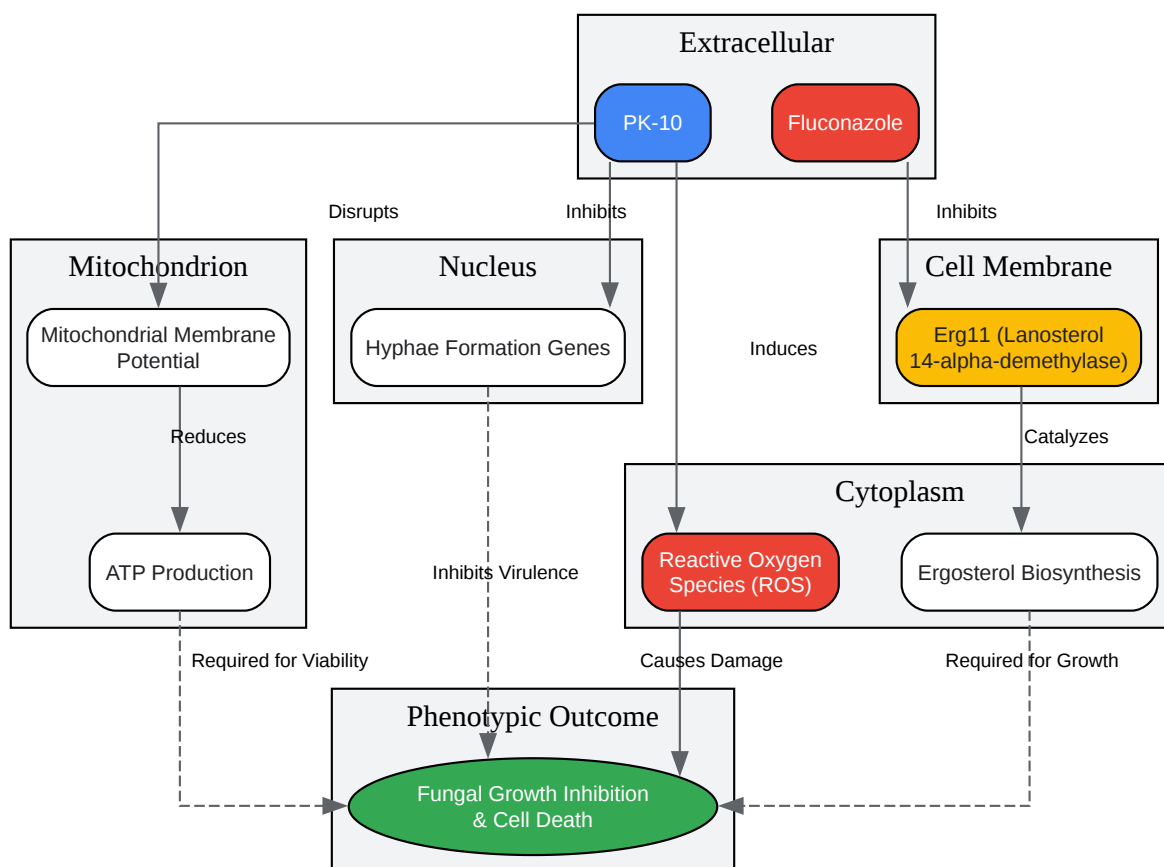 Extracellular
PK-10
Fluconazole
Disrupts
Inhibits
Inhibits
Mitochondrion
Nucleus
Cell Membrane
Mitochondrial Membrane
Potential
Hyphae Formation Genes
Induces
Erg11 (Lanosterol
14-alpha-demethylase)
Reduces
Catalyzes
Cytoplasm
ATP Production
Inhibits Virulence
Reactive Oxygen
Species (ROS)
Ergosterol Biosynthesis
Required for Viability
Causes Damage
Required for Growth
Phenotypic Outcome
Fungal Growth Inhibition
& Cell Death